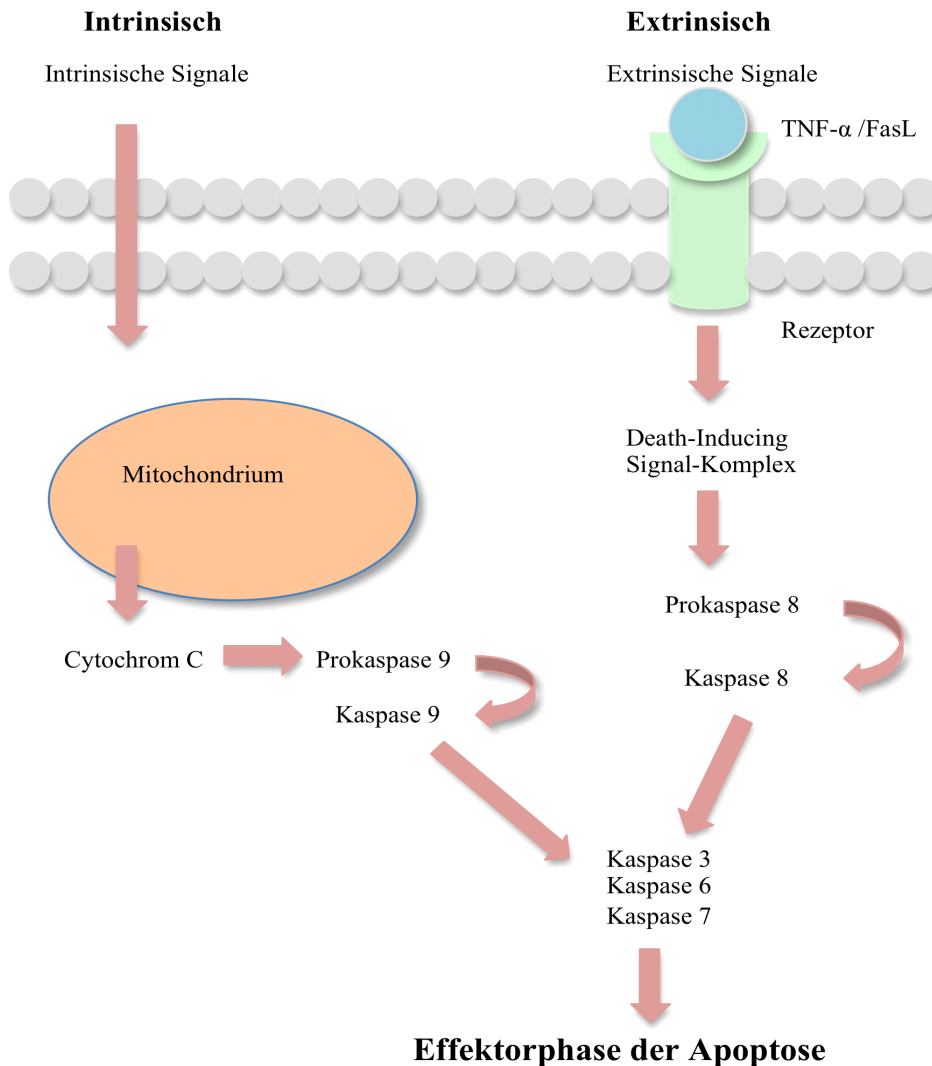 Intrinsisch
Extrinsisch
Intrinsische Signale
Extrinsische Signale
TNF-α /FasL
Rezeptor
Death-Inducing
Signal-Komplex
Mitochondrium
Prokaspase 8
Cytochrom C
Prokaspase 9
Kaspase 8
Kaspase 9
Kaspase 3
Kaspase 6
Kaspase 7
Effektorphase der Apoptose